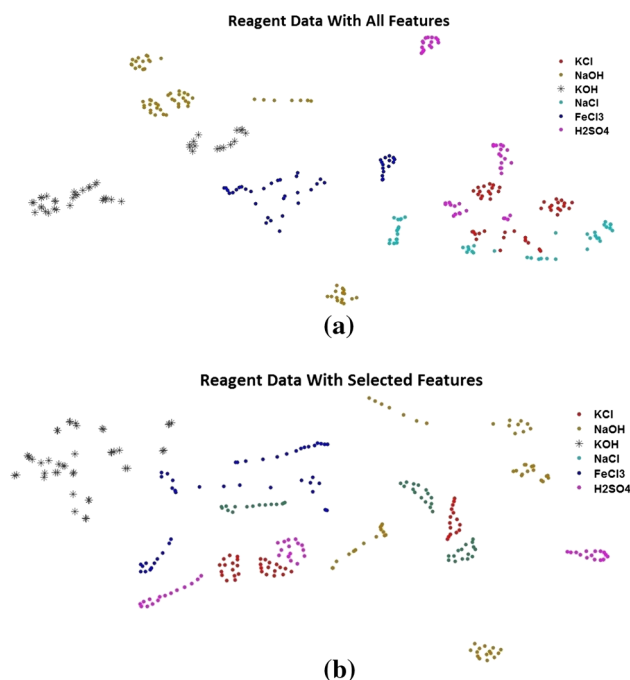 Reagent Data With All Features
KCl
NaOH
KOH
NaCl
FeCl3
H2SO4
(a)
Reagent Data With Selected Features
KCl
NaOH
KOH
NaCl
FeCl3
H2SO4
(b)